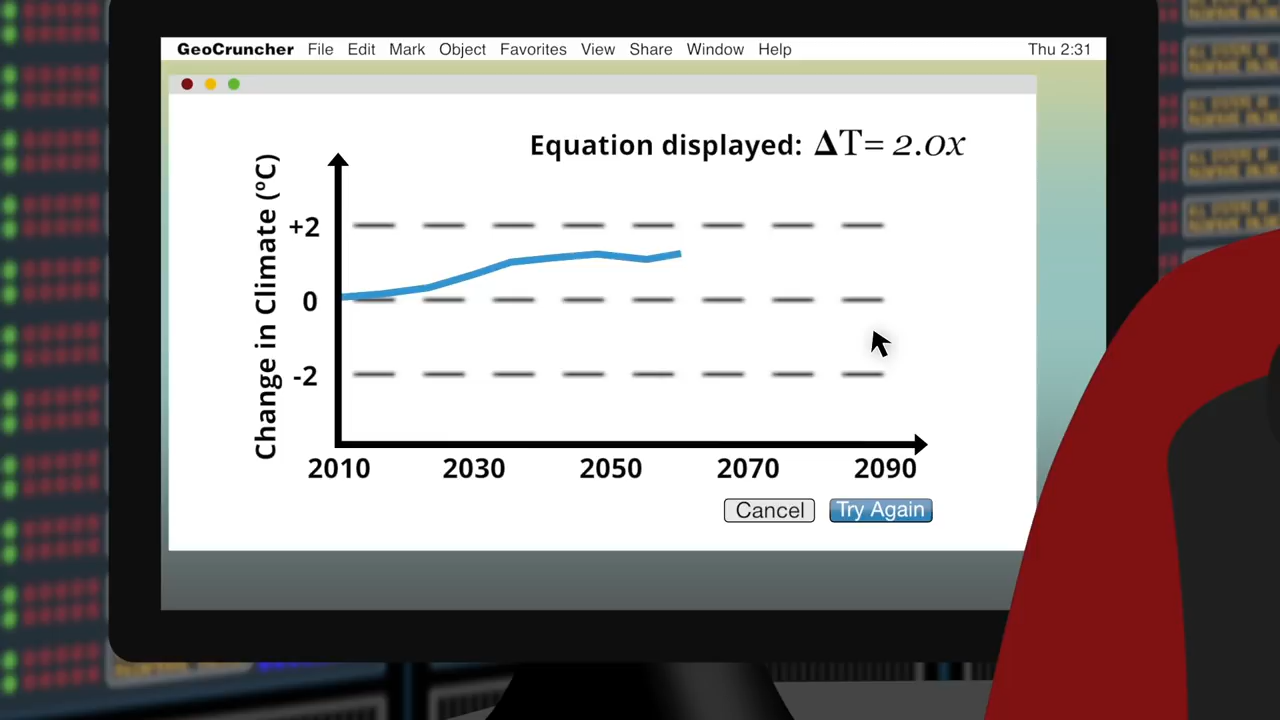 GeoCruncher File Edit Mark Object Favorites View Share Window Help Thu 2:31
Equation displayed: ΔT= 2.0x
Change in Climate (°C)
+2
0
-2
2010 2030 2050 2070 2090
Cancel Try Again